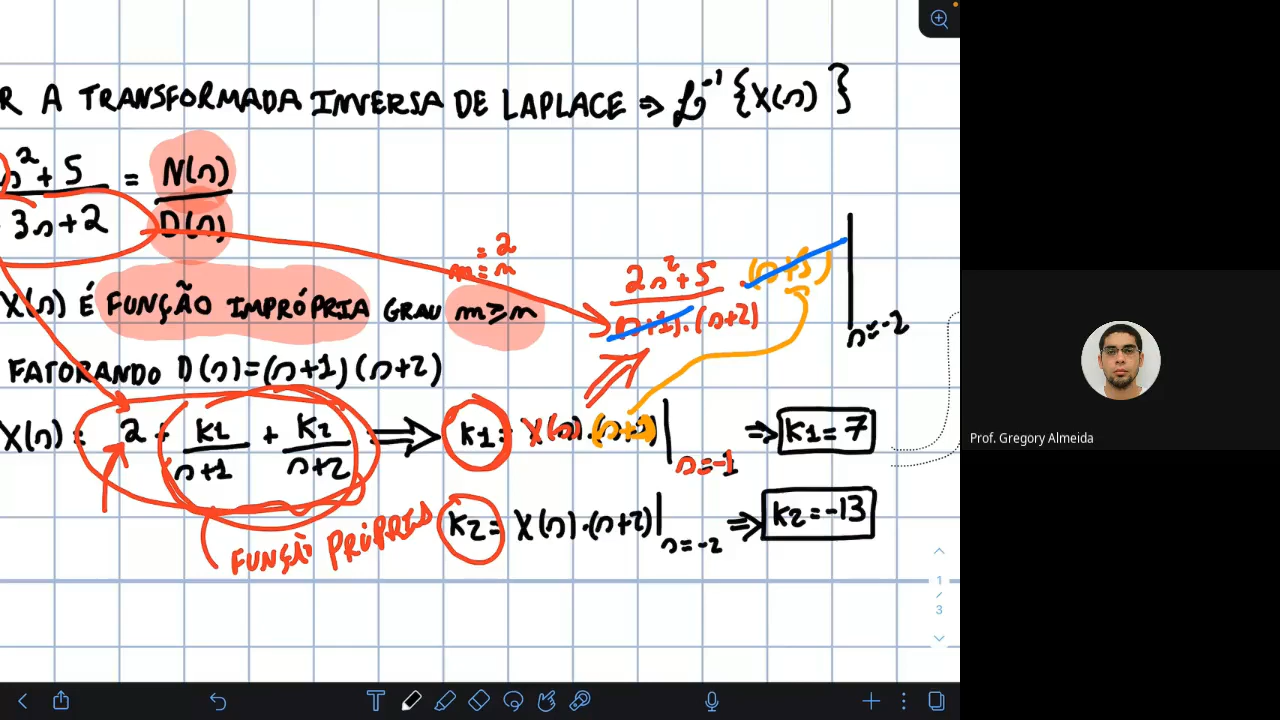 R A TRANSFORMADA INVERSA DE LAPLACE ⇒ ℒ⁻¹{X(s)}
s² + 5 = N(s)
3s + 2 D(s)
= 2
m = n
2s² + 5
(s+1)·(s+2)
s=-2
X(s) É FUNÇÃO IMPRÓPRIA GRAU m ≥ n
FATORANDO D(s)=(s+1)(s+2)
X(s) = 2 + K1/s+1 + K2/s+2 ⇒ K1 = X(s)·(s+1)| s=-1 ⇒ K1 = 7
K2 = X(s)·(s+2)| s=-2 ⇒ K2 = -13
FUNÇÃO PRÓPRIA
Prof. Gregory Almeida
1
/
3